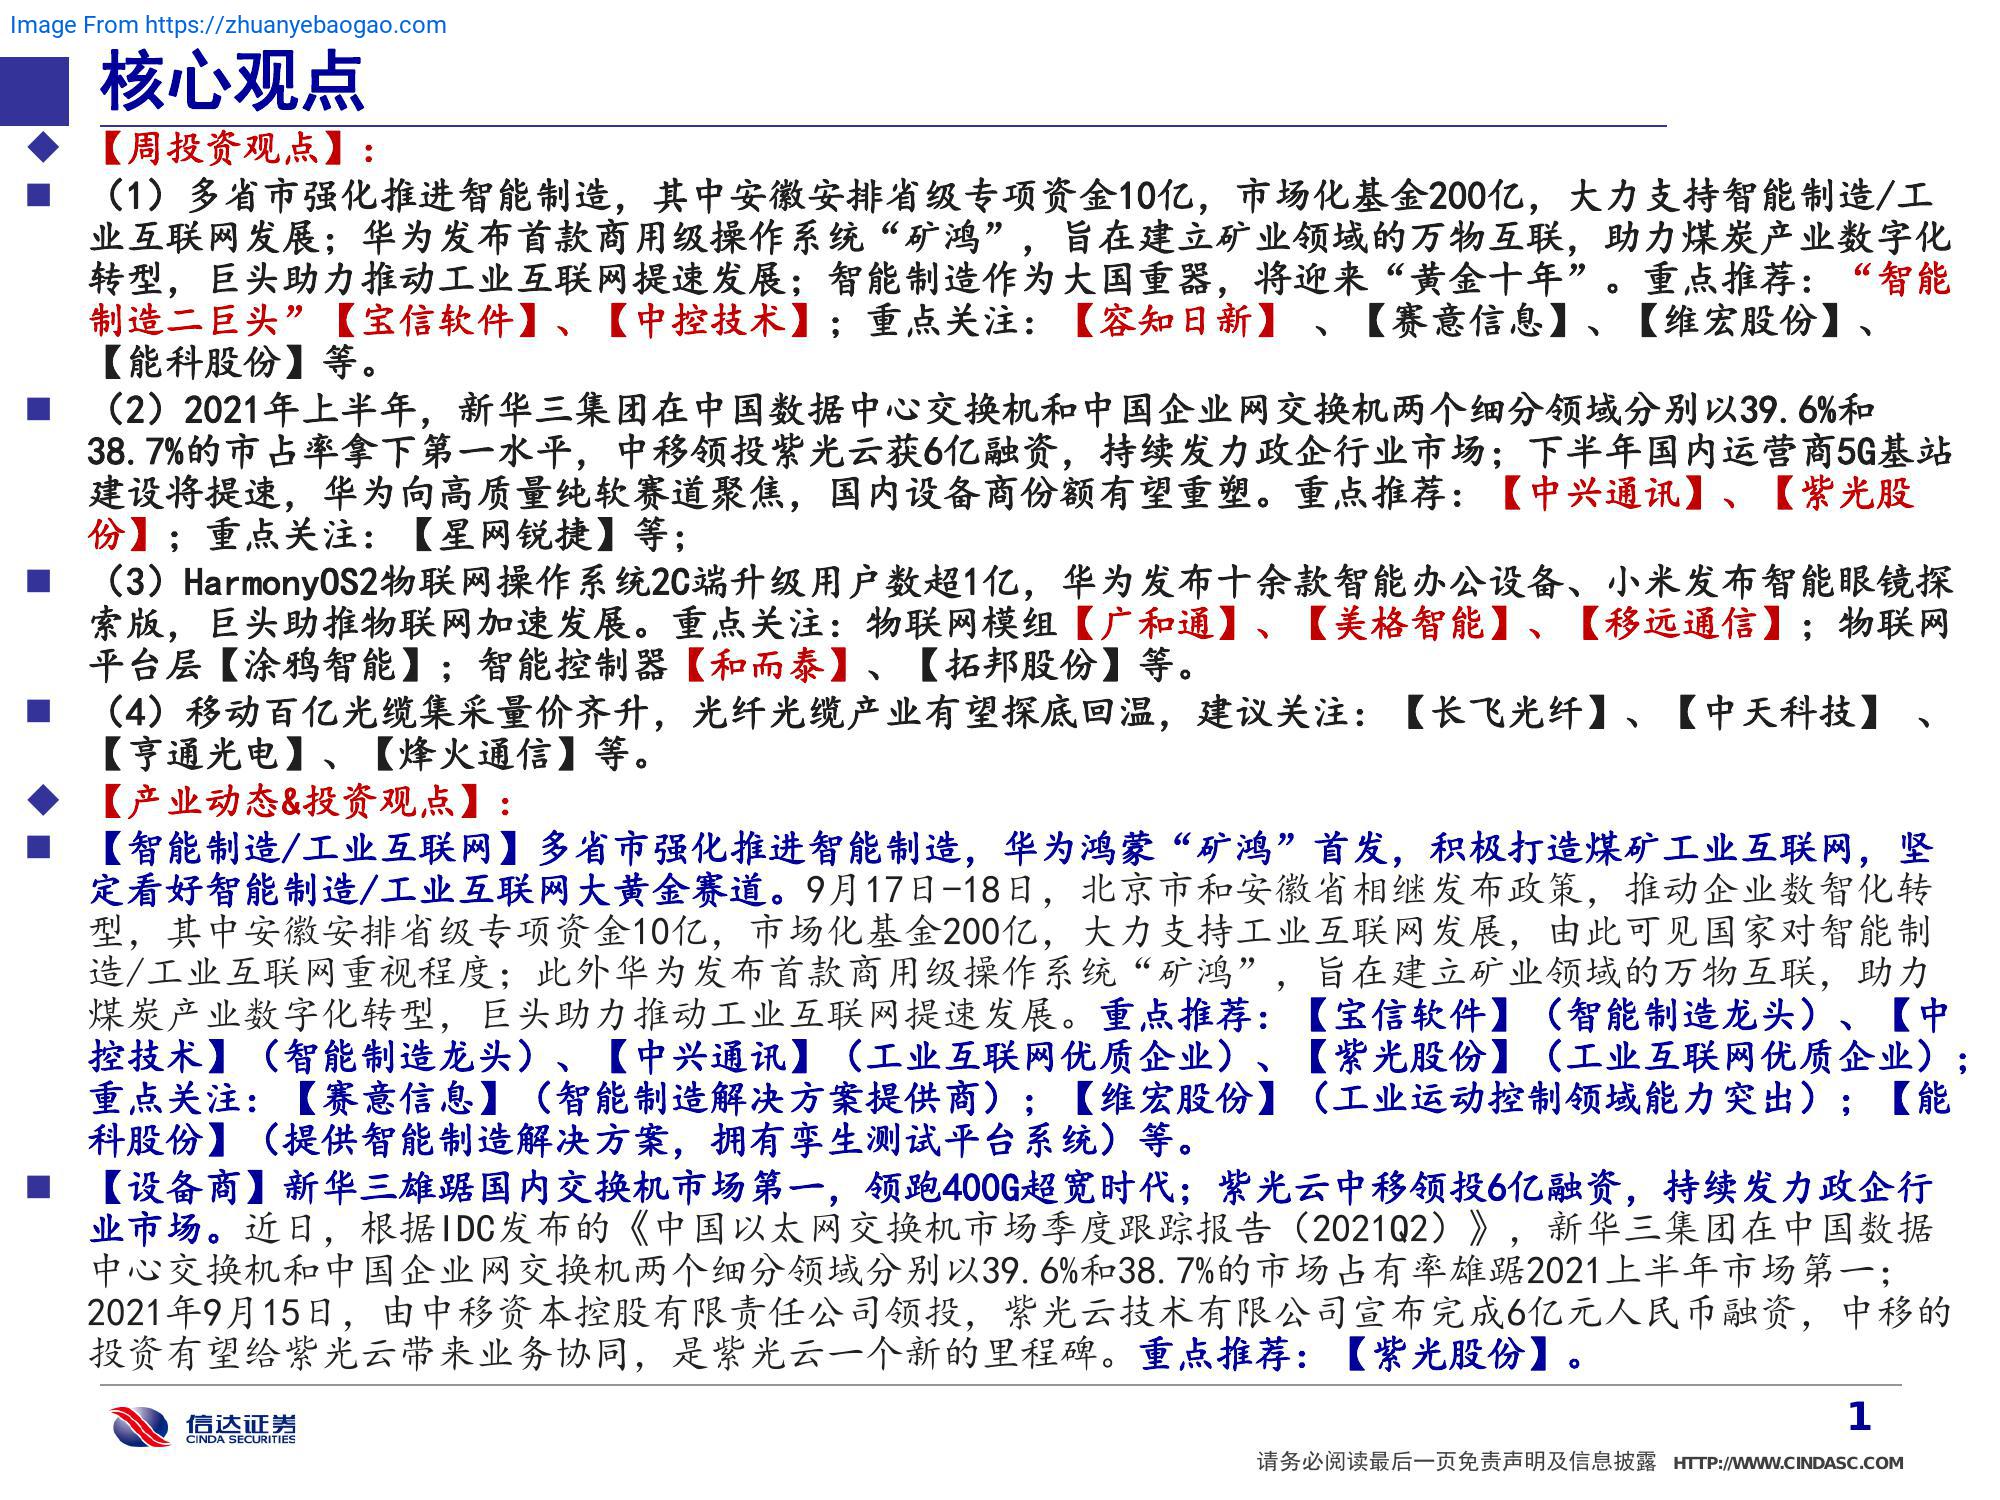 Image From https://zhuanyebaogao.com
核心观点
【周投资观点】：
（1）多省市强化推进智能制造，其中安徽安排省级专项资金10亿，市场化基金200亿，大力支持智能制造/工
业互联网发展；华为发布首款商用级操作系统“矿鸿”，旨在建立矿业领域的万物互联，助力煤炭产业数字化
转型，巨头助力推动工业互联网提速发展；智能制造作为大国重器，将迎来“黄金十年”。重点推荐：“智能
制造二巨头”【宝信软件】、【中控技术】；重点关注：【容知日新】 、【赛意信息】、【维宏股份】、
【能科股份】等。
（2）2021年上半年，新华三集团在中国数据中心交换机和中国企业网交换机两个细分领域分别以39.6%和
38.7%的市占率拿下第一水平，中移领投紫光云获6亿融资，持续发力政企行业市场；下半年国内运营商5G基站
建设将提速，华为向高质量纯软赛道聚焦，国内设备商份额有望重塑。重点推荐：【中兴通讯】、【紫光股
份】；重点关注：【星网锐捷】等；
（3）HarmonyOS2物联网操作系统2C端升级用户数超1亿，华为发布十余款智能办公设备、小米发布智能眼镜探
索版，巨头助推物联网加速发展。重点关注：物联网模组【广和通】、【美格智能】、【移远通信】；物联网
平台层【涂鸦智能】；智能控制器【和而泰】、【拓邦股份】等。
（4）移动百亿光缆集采量价齐升，光纤光缆产业有望探底回温，建议关注：【长飞光纤】、【中天科技】 、
【亨通光电】、【烽火通信】等。
【产业动态&投资观点】：
【智能制造/工业互联网】多省市强化推进智能制造，华为鸿蒙“矿鸿”首发，积极打造煤矿工业互联网，坚
定看好智能制造/工业互联网大黄金赛道。9月17日-18日，北京市和安徽省相继发布政策，推动企业数智化转
型，其中安徽安排省级专项资金10亿，市场化基金200亿，大力支持工业互联网发展，由此可见国家对智能制
造/工业互联网重视程度；此外华为发布首款商用级操作系统“矿鸿”，旨在建立矿业领域的万物互联，助力
煤炭产业数字化转型，巨头助力推动工业互联网提速发展。重点推荐：【宝信软件】（智能制造龙头）、【中
控技术】（智能制造龙头）、【中兴通讯】（工业互联网优质企业）、【紫光股份】（工业互联网优质企业）；
重点关注：【赛意信息】（智能制造解决方案提供商）；【维宏股份】（工业运动控制领域能力突出）；【能
科股份】（提供智能制造解决方案，拥有孪生测试平台系统）等。
【设备商】新华三雄踞国内交换机市场第一，领跑400G超宽时代；紫光云中移领投6亿融资，持续发力政企行
业市场。近日，根据IDC发布的《中国以太网交换机市场季度跟踪报告（2021Q2）》，新华三集团在中国数据
中心交换机和中国企业网交换机两个细分领域分别以39.6%和38.7%的市场占有率雄踞2021上半年市场第一；
2021年9月15日，由中移资本控股有限责任公司领投，紫光云技术有限公司宣布完成6亿元人民币融资，中移的
投资有望给紫光云带来业务协同，是紫光云一个新的里程碑。重点推荐：【紫光股份】。
信达证券
CINDA SECURITIES
1
请务必阅读最后一页免责声明及信息披露 HTTP://WWW.CINDASC.COM